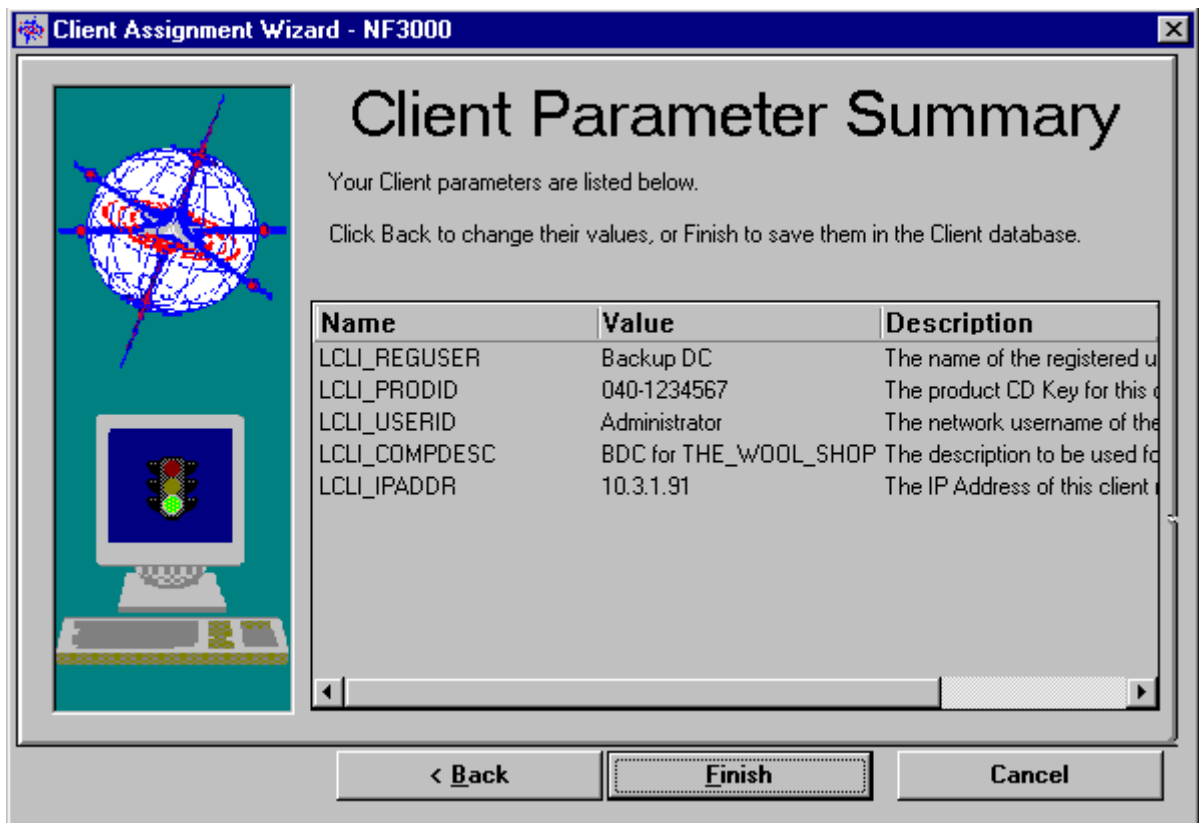 Client Assignment Wizard - NF3000
Client Parameter Summary
Your Client parameters are listed below.
Click Back to change their values, or Finish to save them in the Client database.
Name Value Description
LCLI_REGUSER Backup DC The name of the registered u
LCLI_PRODID 040-1234567 The product CD Key for this
LCLI_USERID Administrator The network username of the
LCLI_COMPDESC BDC for THE_WOOL_SHOP The description to be used fo
LCLI_IPADDR 10.3.1.91 The IP Address of this client
< Back Finish Cancel